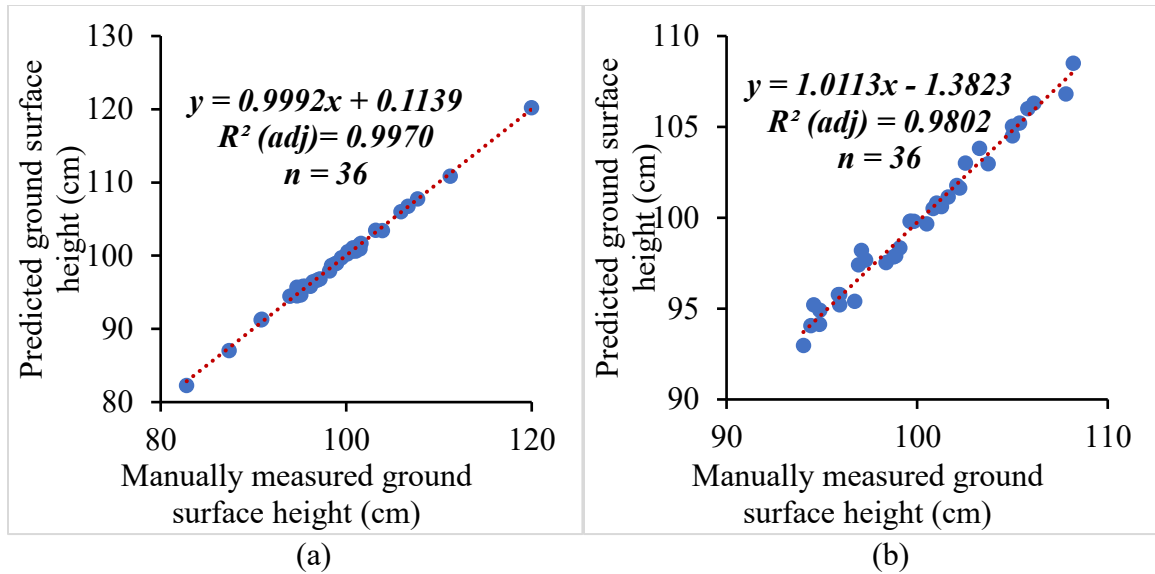 Predicted ground surface
height (cm)
130
120
110
100
90
80
y = 0.9992x + 0.1139
R² (adj)= 0.9970
n = 36
80
100
120
Manually measured ground
surface height (cm)
(a)
Predicted ground surface
height (cm)
110
105
100
95
90
y = 1.0113x - 1.3823
R² (adj) = 0.9802
n = 36
90
100
110
Manually measured ground
surface height (cm)
(b)